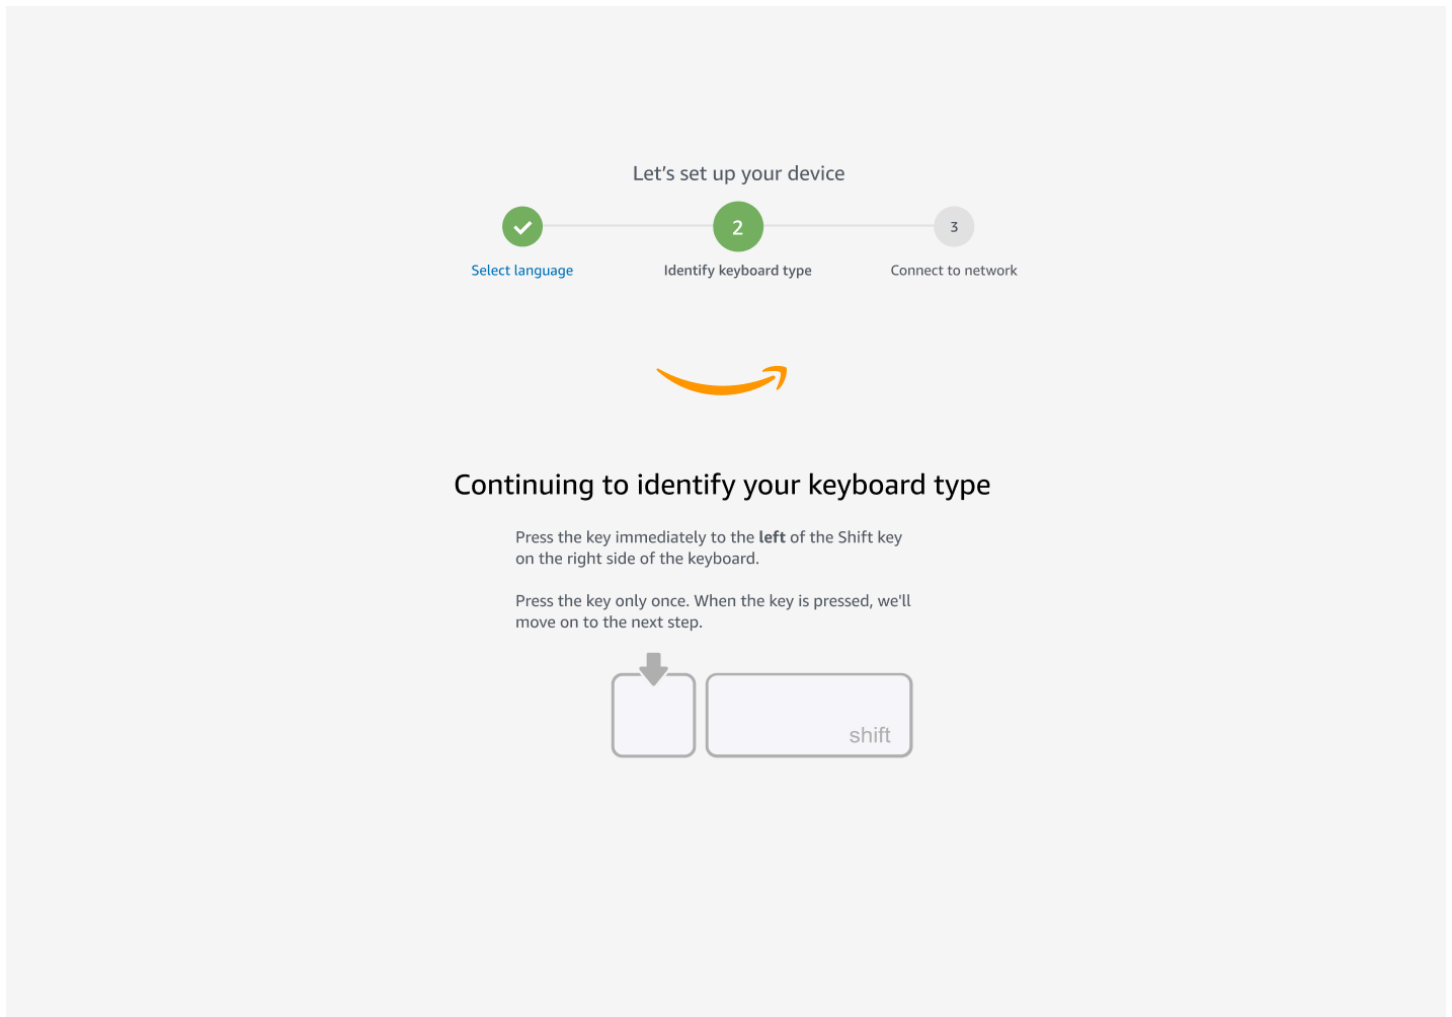 Let’s set up your device
2
3
Select language
Identify keyboard type
Connect to network
Continuing to identify your keyboard type
Press the key immediately to the left of the Shift key
on the right side of the keyboard.
Press the key only once. When the key is pressed, we'll
move on to the next step.
shift